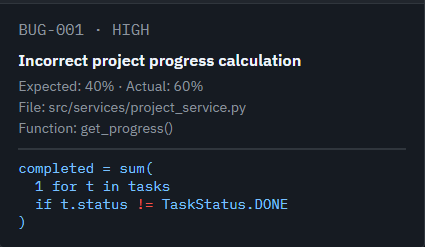 BUG-001 · HIGH
Incorrect project progress calculation
Expected: 40% · Actual: 60%
File: src/services/project_service.py
Function: get_progress()
completed = sum(
  1 for t in tasks
  if t.status != TaskStatus.DONE
)